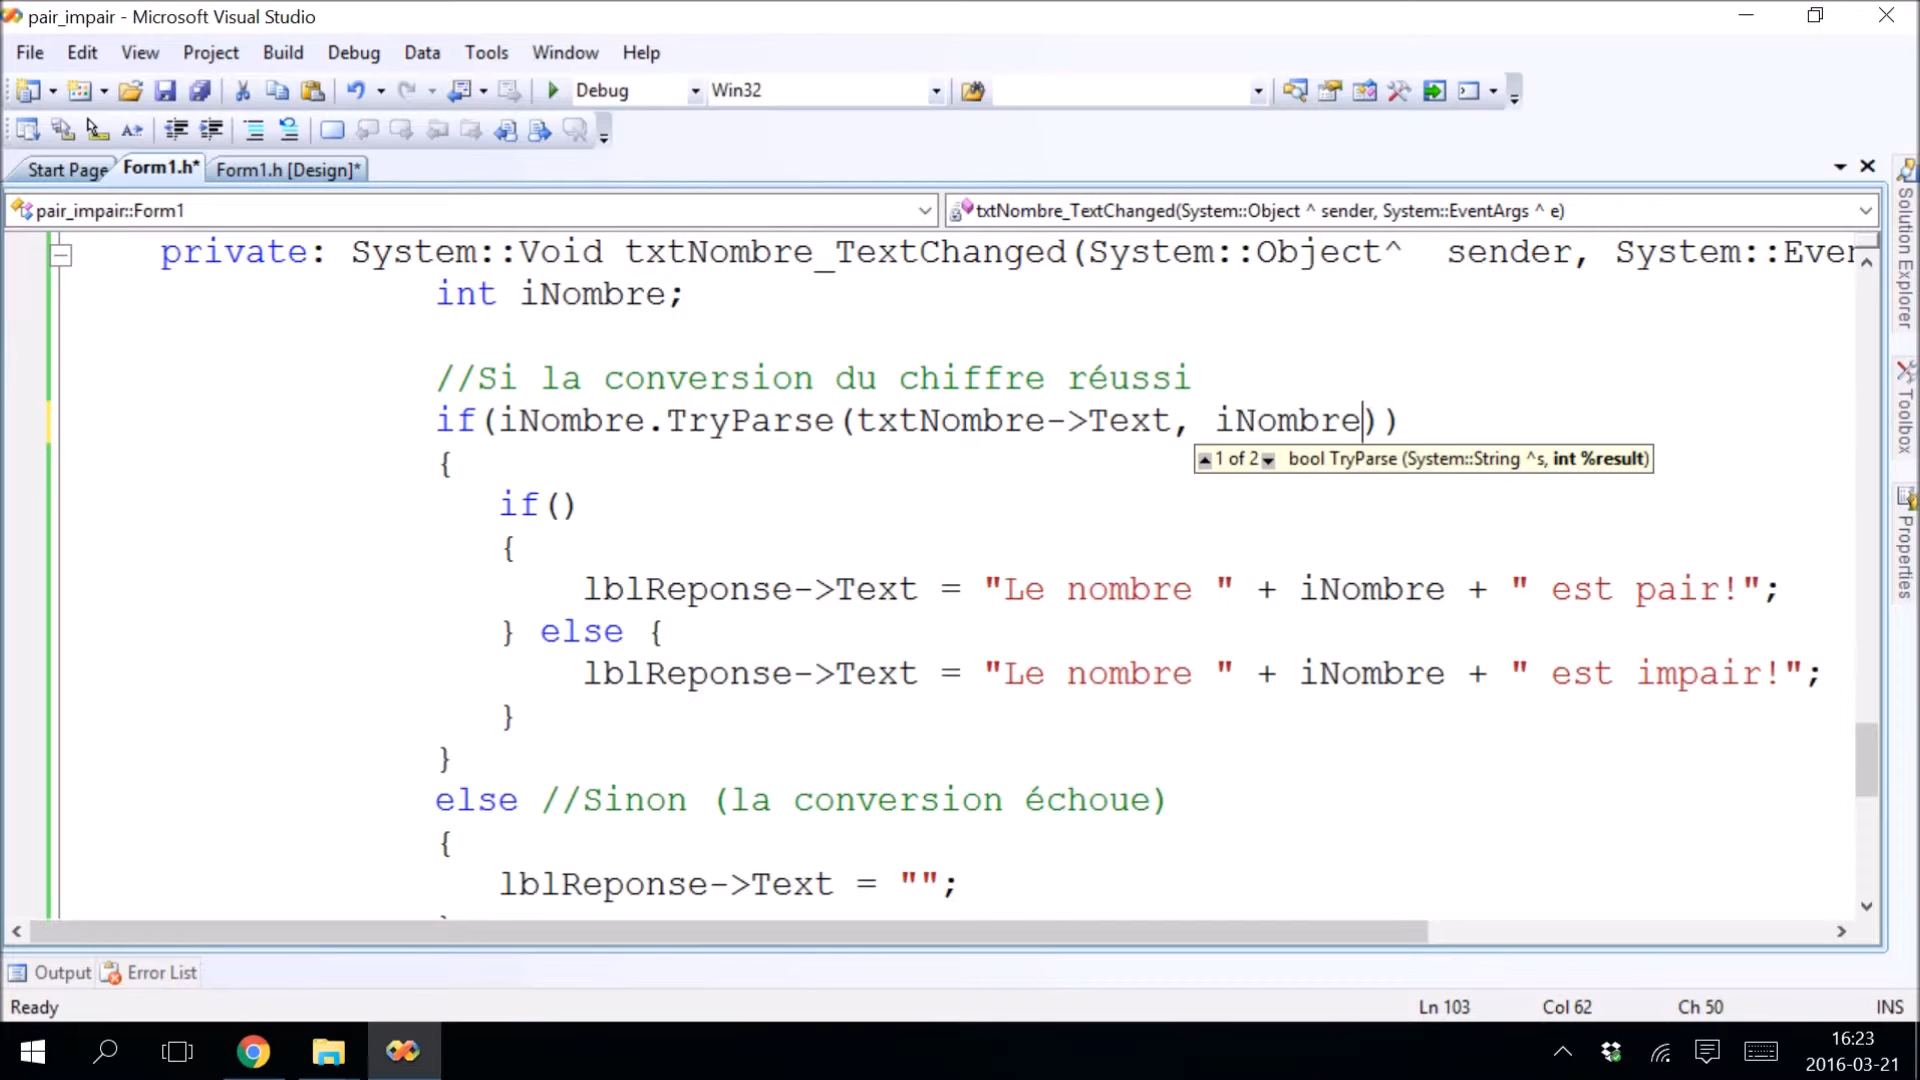 pair_impair - Microsoft Visual Studio
File Edit View Project Build Debug Data Tools Window Help
Debug Win32
Start Page Form1.h* Form1.h [Design]*
pair_impair::Form1 txtNombre_TextChanged(System::Object ^ sender, System::EventArgs ^ e)
private: System::Void txtNombre_TextChanged(System::Object^  sender, System::Even
int iNombre;
//Si la conversion du chiffre réussi
if(iNombre.TryParse(txtNombre->Text, iNombre))
1 of 2 bool TryParse (System::String ^s, int %result)
{
if()
{
lblReponse->Text = "Le nombre " + iNombre + " est pair!";
} else {
lblReponse->Text = "Le nombre " + iNombre + " est impair!";
}
}
else //Sinon (la conversion échoue)
{
lblReponse->Text = "";
Solution Explorer
Toolbox
Properties
Output Error List
Ready Ln 103 Col 62 Ch 50 INS
16:23
2016-03-21